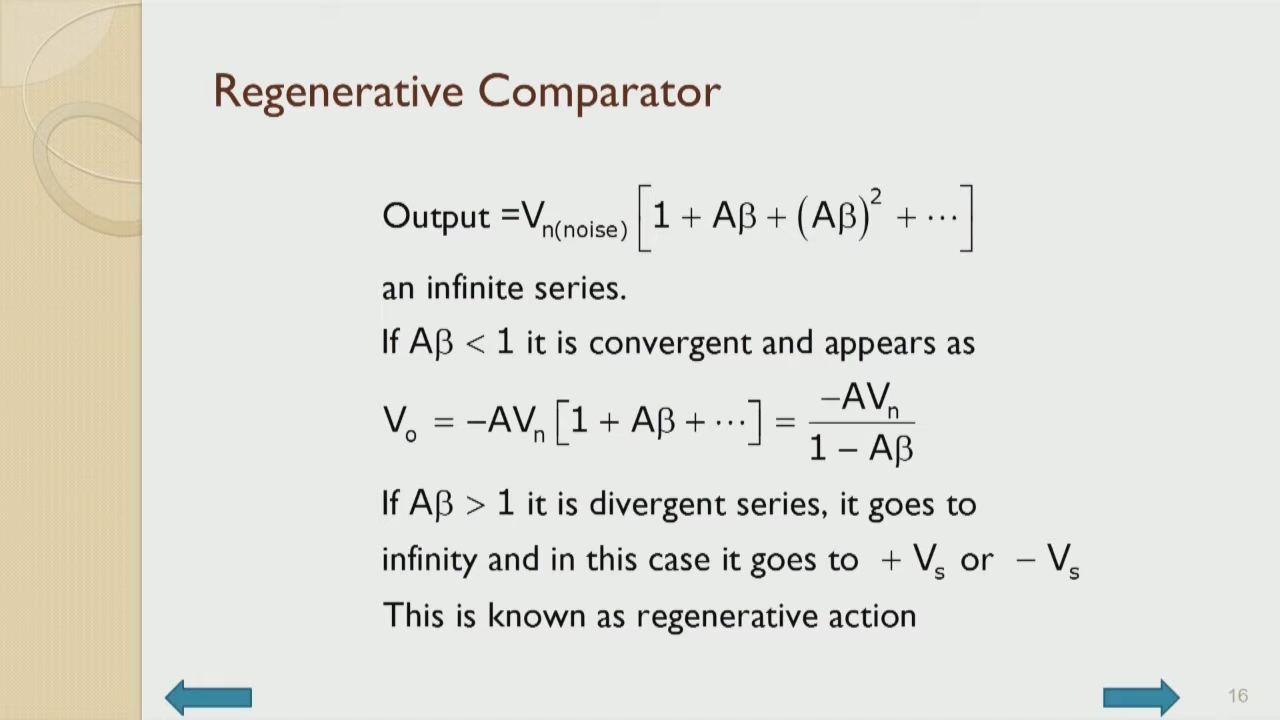 Regenerative Comparator
Output =Vn(noise) [1 + Aβ + (Aβ)² + ⋯]
an infinite series.
If Aβ < 1 it is convergent and appears as
Vo = −AVn [1 + Aβ + ⋯] = −AVn / 1 − Aβ
If Aβ > 1 it is divergent series, it goes to
infinity and in this case it goes to + Vs or − Vs
This is known as regenerative action
16